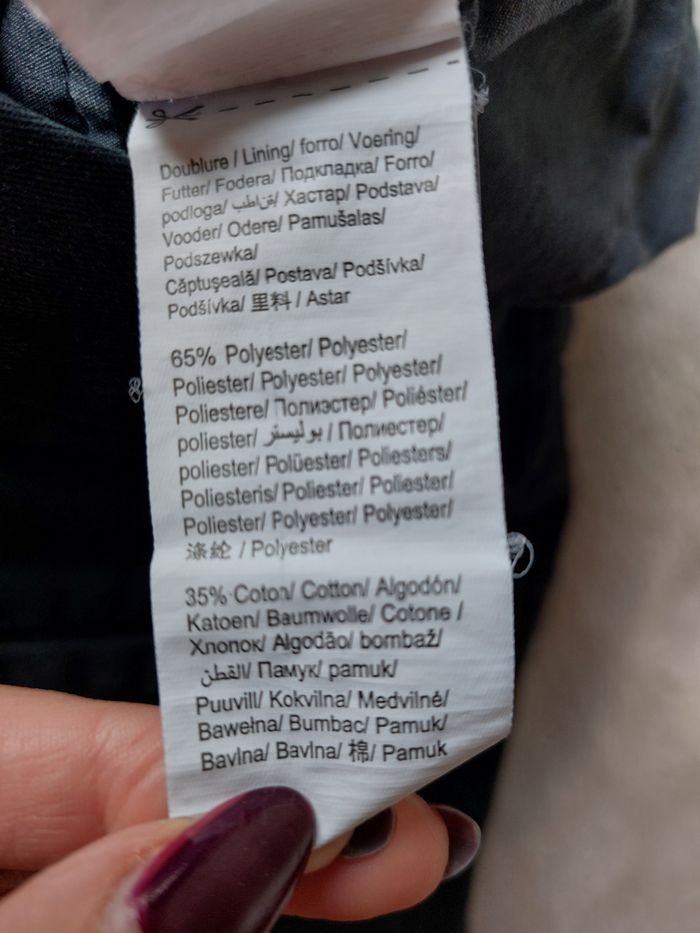 Doublure / Lining/ forro/ Voering/
Futter/ Fodera/ Подкладка/ Forro/
podloga/ بطانة/ Хастар/ Podstava/
Vooder/ Odere/ Pamušalas/
Podszewka/
Căptuşeală/ Postava/ Podšívka/
Podšívka/ 里料 / Astar
65% Polyester/ Polyester/
Poliester/ Polyester/ Polyester/
Poliestere/ Полиэстер/ Poliéster/
poliester/ بوليستر / Полиестер/
poliester/ Polüester/ Poliesters/
Poliesteris/ Poliester/ Poliester/
Poliester/ Polyester/ Polyester/
涤纶 / Polyester
35% Coton/ Cotton/ Algodón/
Katoen/ Baumwolle/ Cotone /
Хлопок/ Algodão/ bombaž/
القطن/ Памук/ pamuk/
Puuvill/ Kokvilna/ Medvilné/
Bawełna/ Bumbac/ Pamuk/
Bavlna/ Bavlna/ 棉/ Pamuk